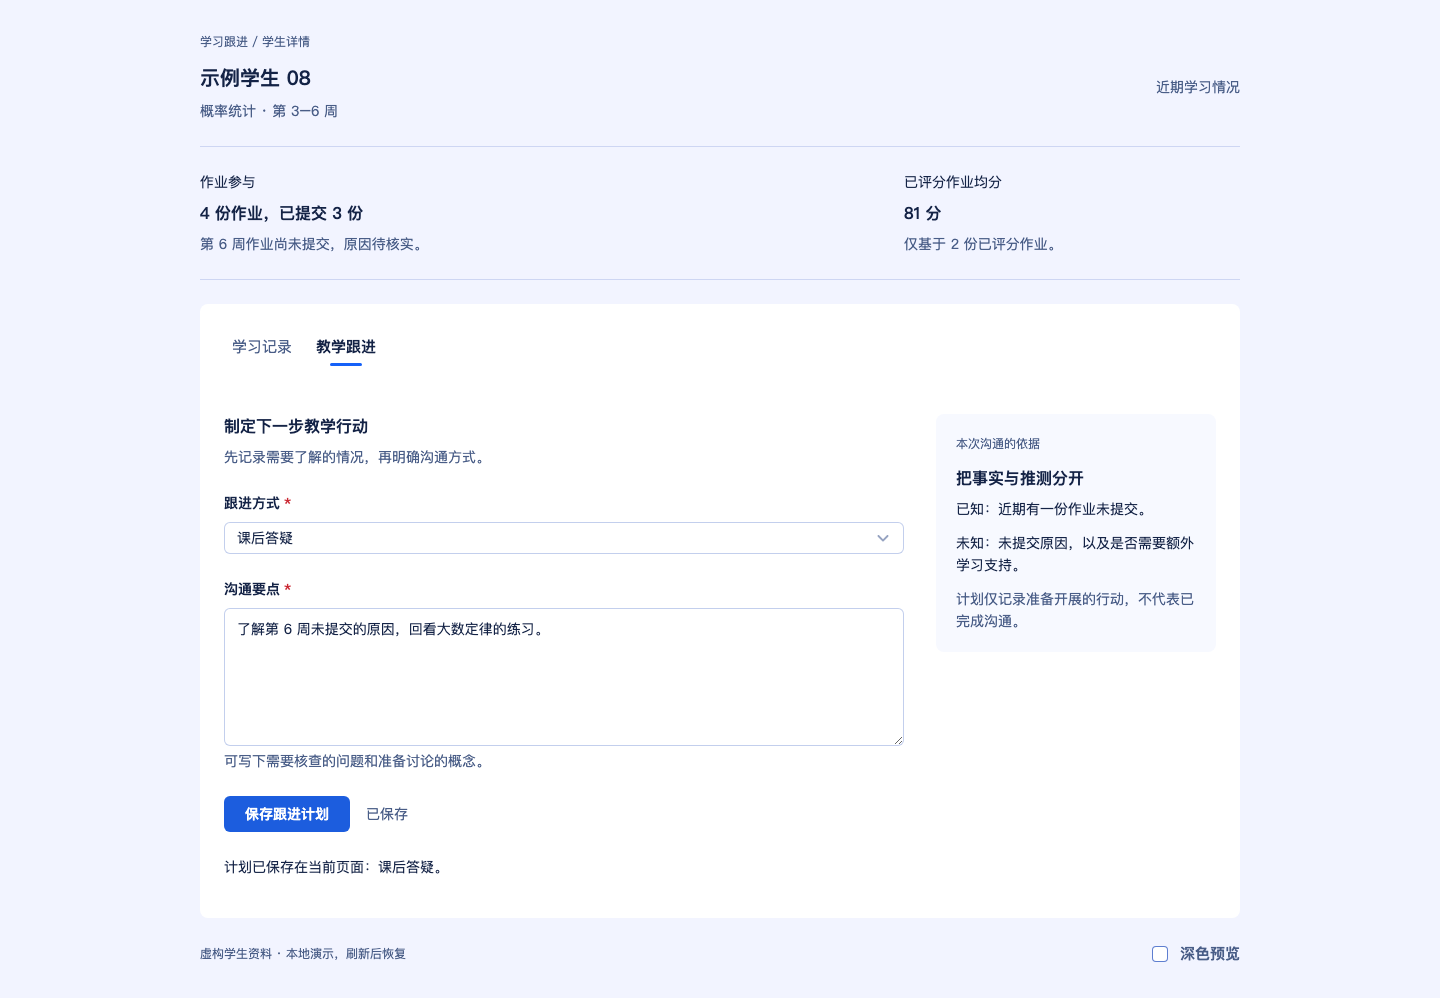 学习跟进 / 学生详情
示例学生 08
概率统计 · 第 3—6 周
近期学习情况
作业参与
4 份作业，已提交 3 份
第 6 周作业尚未提交，原因待核实。
已评分作业均分
81 分
仅基于 2 份已评分作业。
学习记录
教学跟进
制定下一步教学行动
先记录需要了解的情况，再明确沟通方式。
跟进方式 *
课后答疑
沟通要点 *
了解第 6 周未提交的原因，回看大数定律的练习。
可写下需要核查的问题和准备讨论的概念。
保存跟进计划
已保存
计划已保存在当前页面：课后答疑。
本次沟通的依据
把事实与推测分开
已知：近期有一份作业未提交。
未知：未提交原因，以及是否需要额外
学习支持。
计划仅记录准备开展的行动，不代表已
完成沟通。
虚构学生资料 · 本地演示，刷新后恢复
深色预览